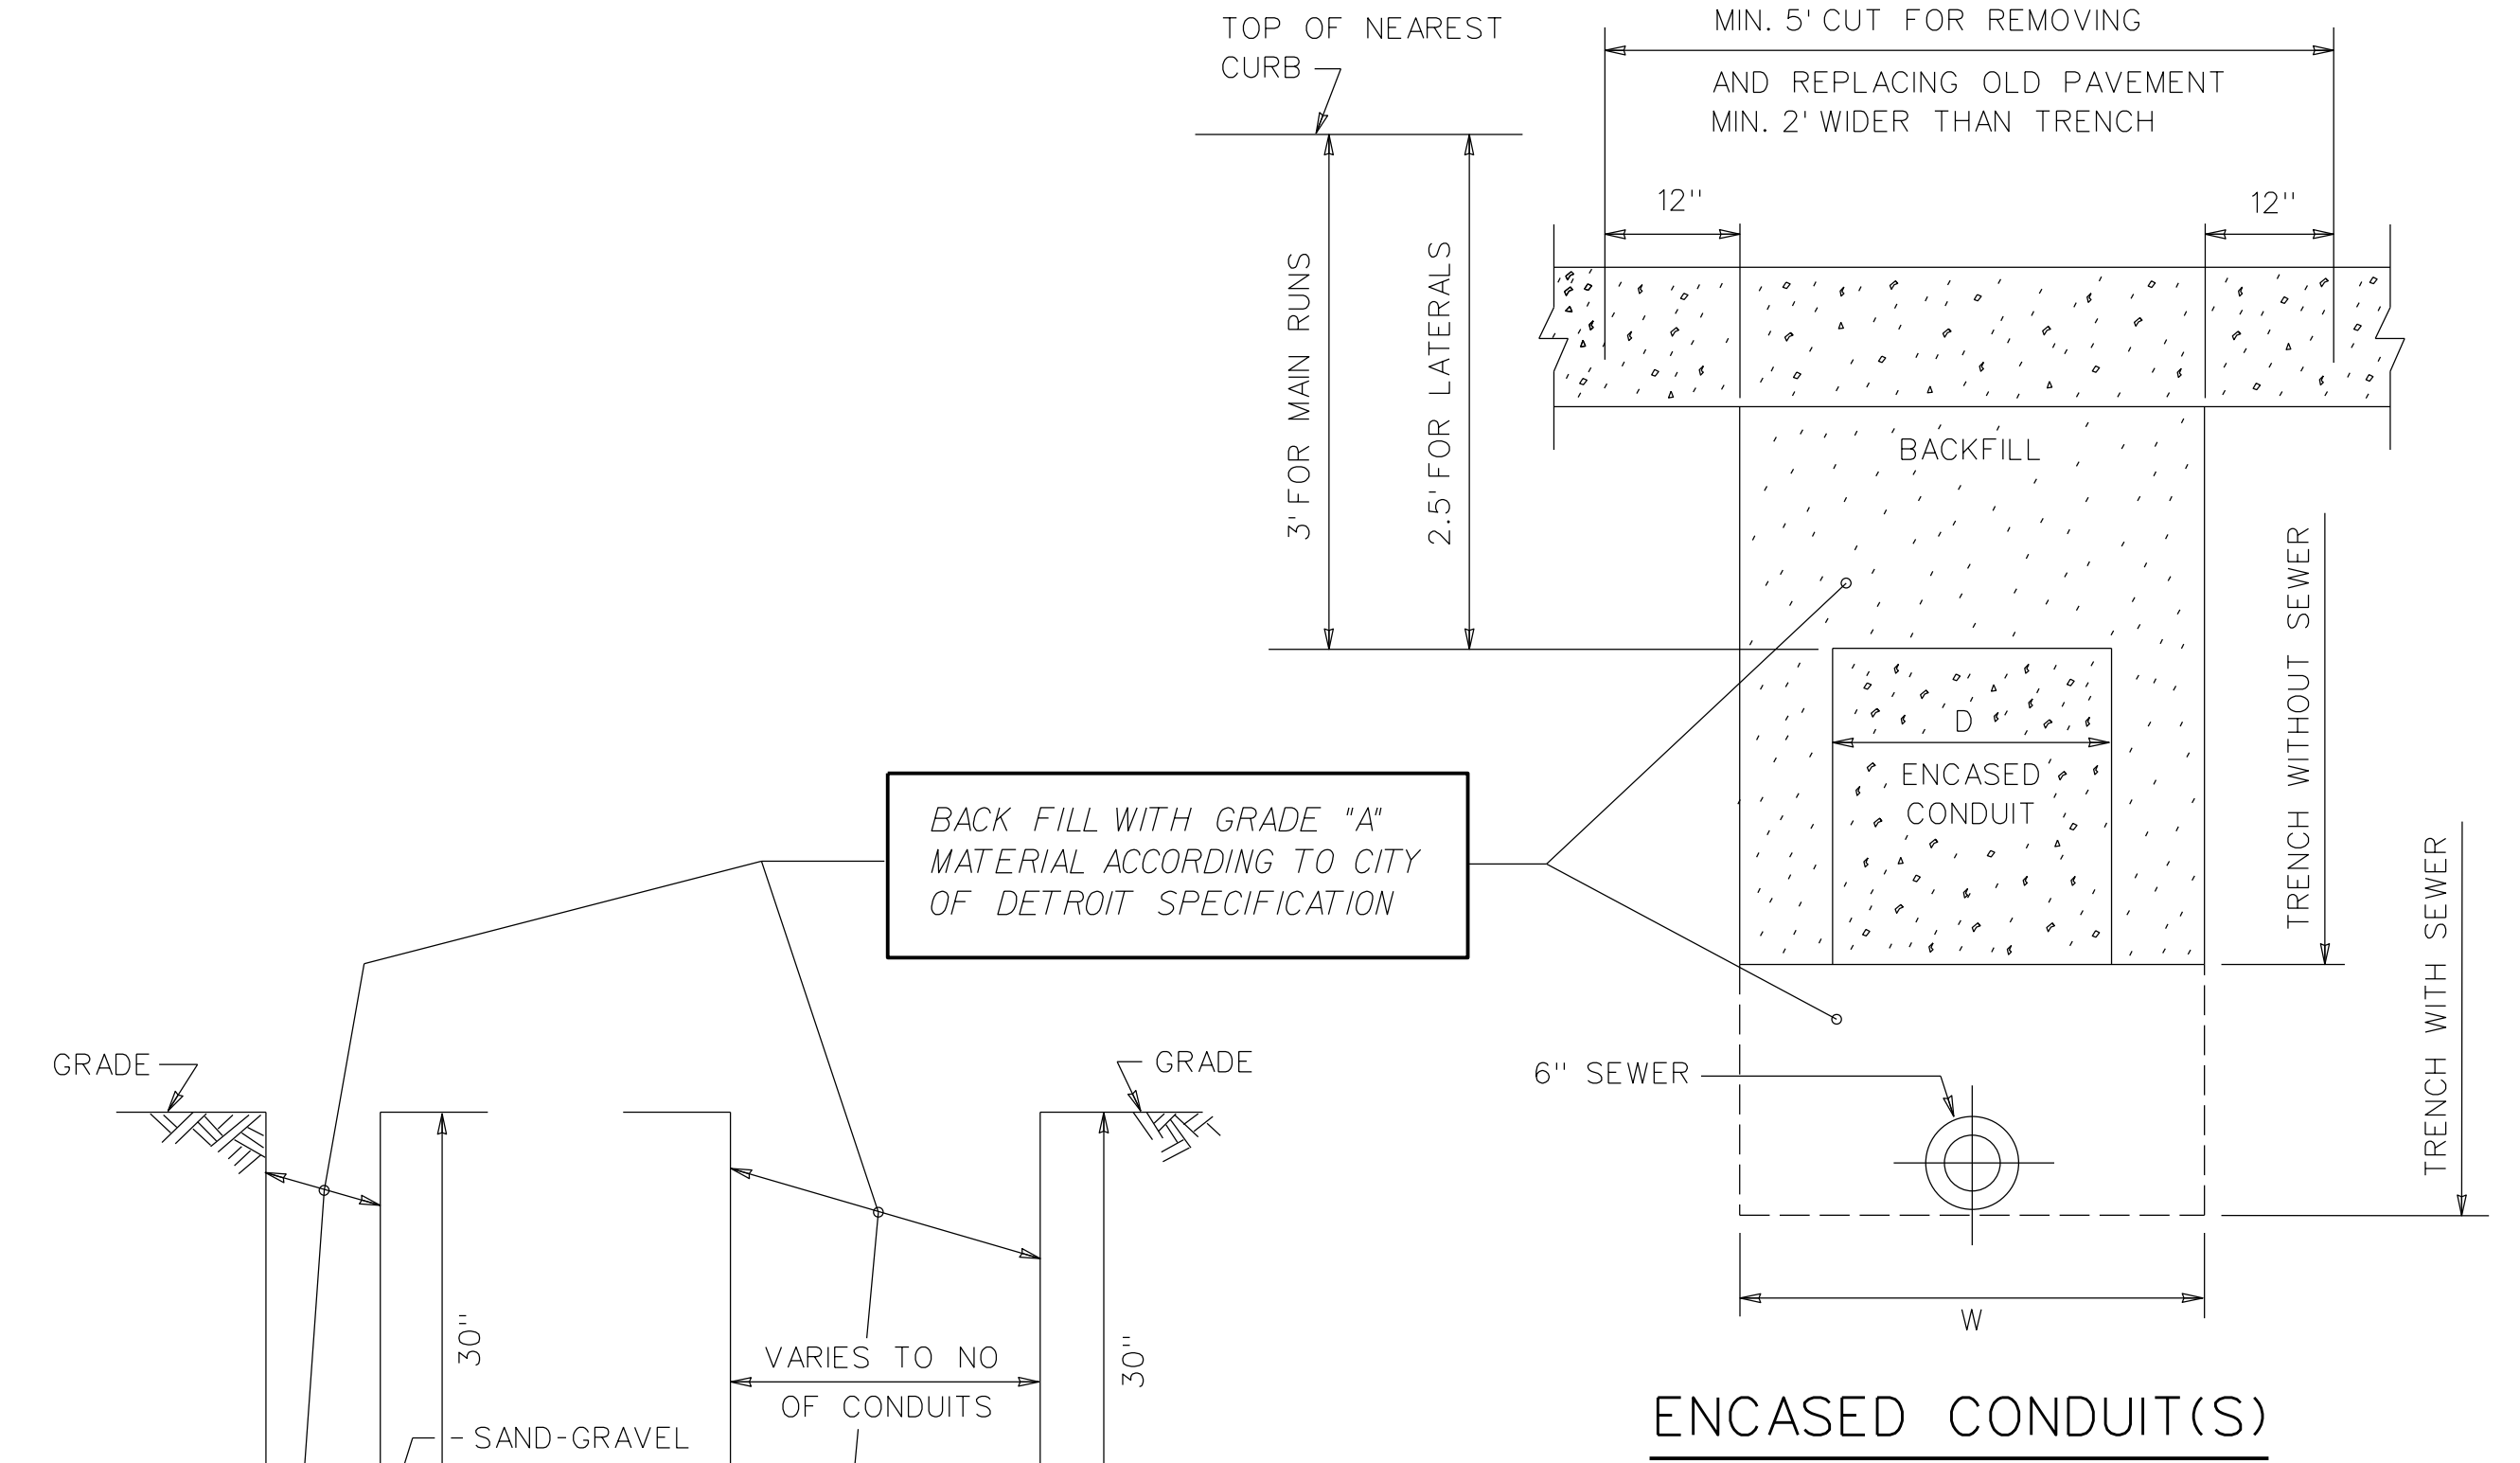 TOP OF NEAREST
CURB
MIN. 5' CUT FOR REMOVING
AND REPLACING OLD PAVEMENT
MIN. 2' WIDER THAN TRENCH
12"
12"
3' FOR MAIN RUNS
2.5' FOR LATERALS
BACKFILL
TRENCH WITHOUT SEWER
D
ENCASED
CONDUIT
BACK FILL WITH GRADE "A"
MATERIAL ACCORDING TO CITY
OF DETROIT SPECIFICATION
TRENCH WITH SEWER
GRADE
GRADE
6" SEWER
30"
VARIES TO NO
OF CONDUITS
30"
W
SAND-GRAVEL
ENCASED CONDUIT(S)